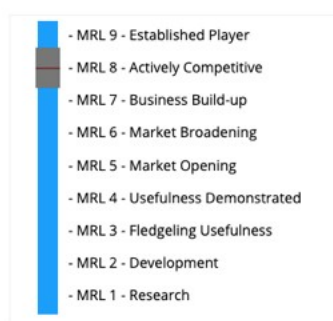 - MRL 9 - Established Player
- MRL 8 - Actively Competitive
- MRL 7 - Business Build-up
- MRL 6 - Market Broadening
- MRL 5 - Market Opening
- MRL 4 - Usefulness Demonstrated
- MRL 3 - Fledgeling Usefulness
- MRL 2 - Development
- MRL 1 - Research